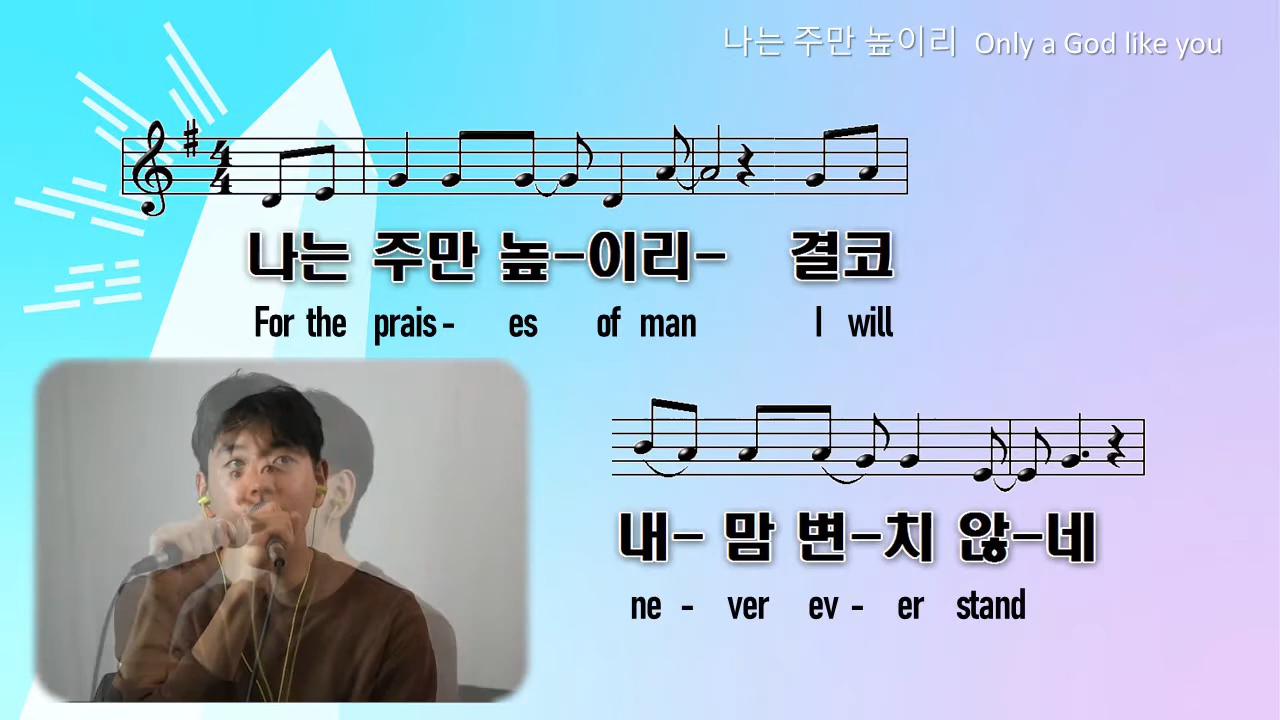 나는 주만 높이리 Only a God like you
나는 주만 높-이리- 결코
For the prais- es of man I will
내- 맘 변-치 않-네
ne - ver ev - er stand